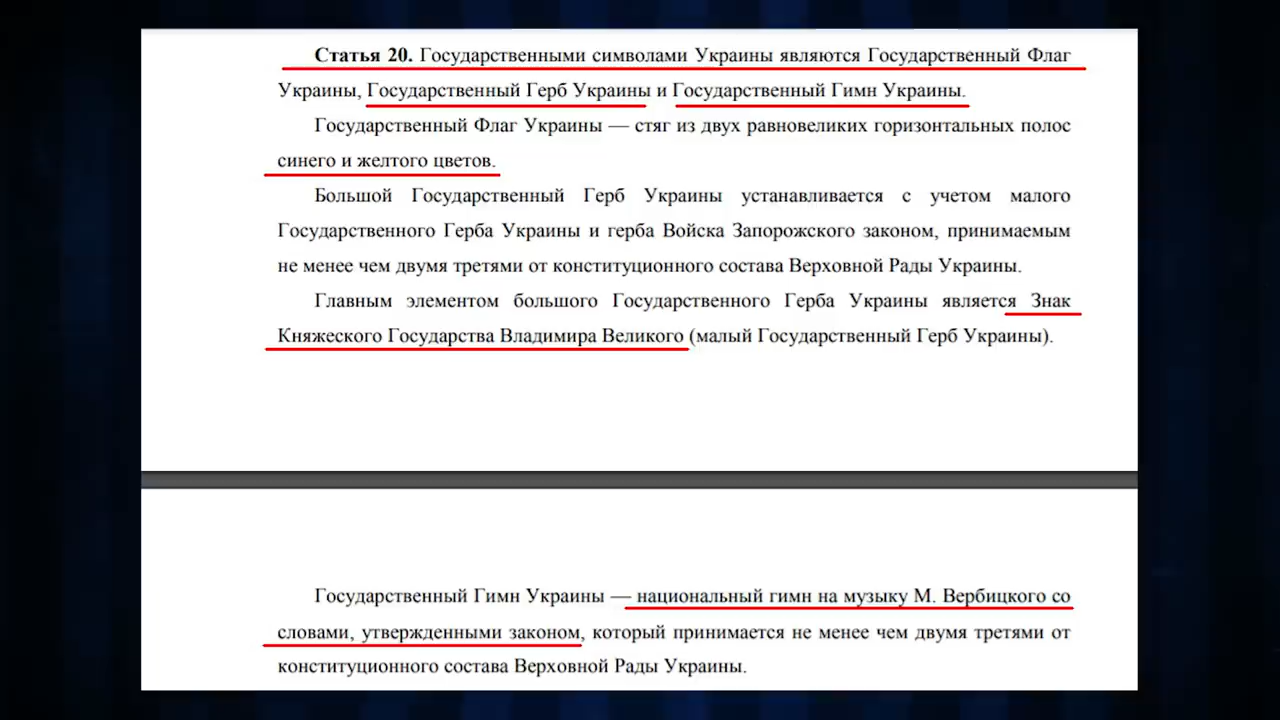 Статья 20. Государственными символами Украины являются Государственный Флаг
Украины, Государственный Герб Украины и Государственный Гимн Украины.
Государственный Флаг Украины — стяг из двух равновеликих горизонтальных полос
синего и желтого цветов.
Большой Государственный Герб Украины устанавливается с учетом малого
Государственного Герба Украины и герба Войска Запорожского законом, принимаемым
не менее чем двумя третями от конституционного состава Верховной Рады Украины.
Главным элементом большого Государственного Герба Украины является Знак
Княжеского Государства Владимира Великого (малый Государственный Герб Украины).
Государственный Гимн Украины — национальный гимн на музыку М. Вербицкого со
словами, утвержденными законом, который принимается не менее чем двумя третями от
конституционного состава Верховной Рады Украины.